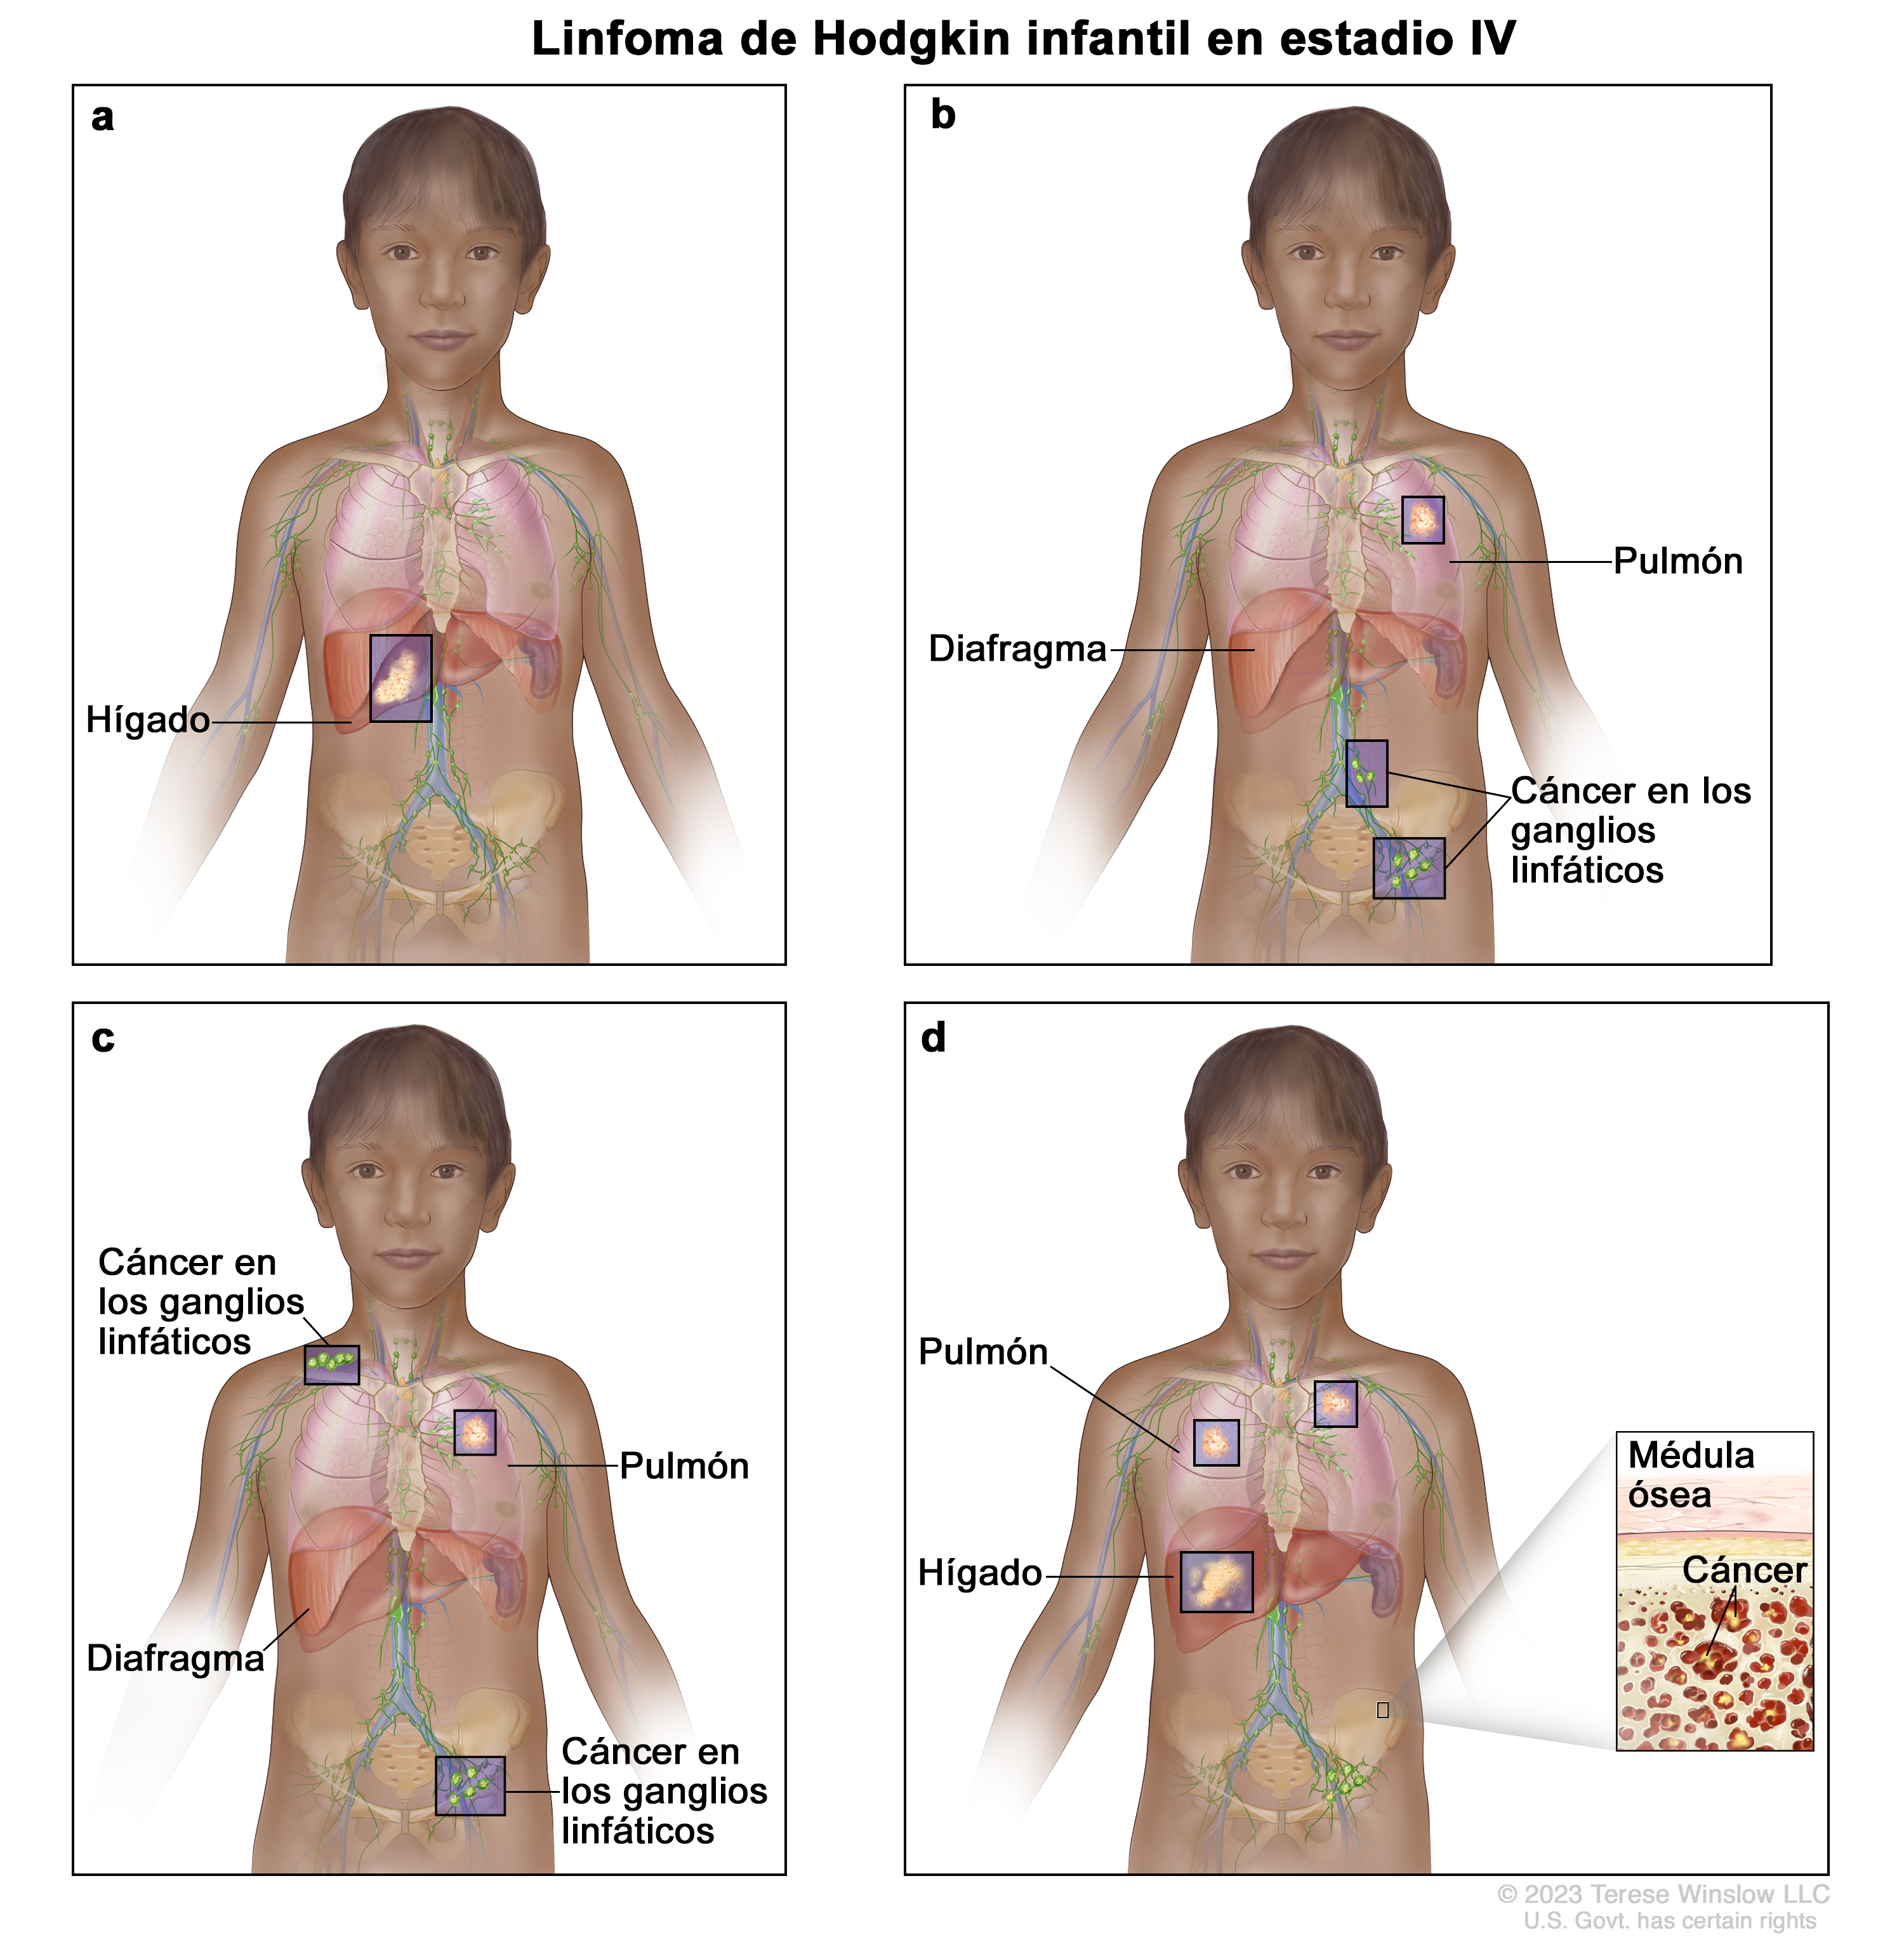 Linfoma de Hodgkin infantil en estadio IV
a
Hígado
b
Pulmón
Diafragma
Cáncer en los
ganglios
linfáticos
c
Cáncer en
los ganglios
linfáticos
Pulmón
Diafragma
Cáncer en
los ganglios
linfáticos
d
Pulmón
Hígado
Médula
ósea
Cáncer
© 2023 Terese Winslow LLC
U.S. Govt. has certain rights